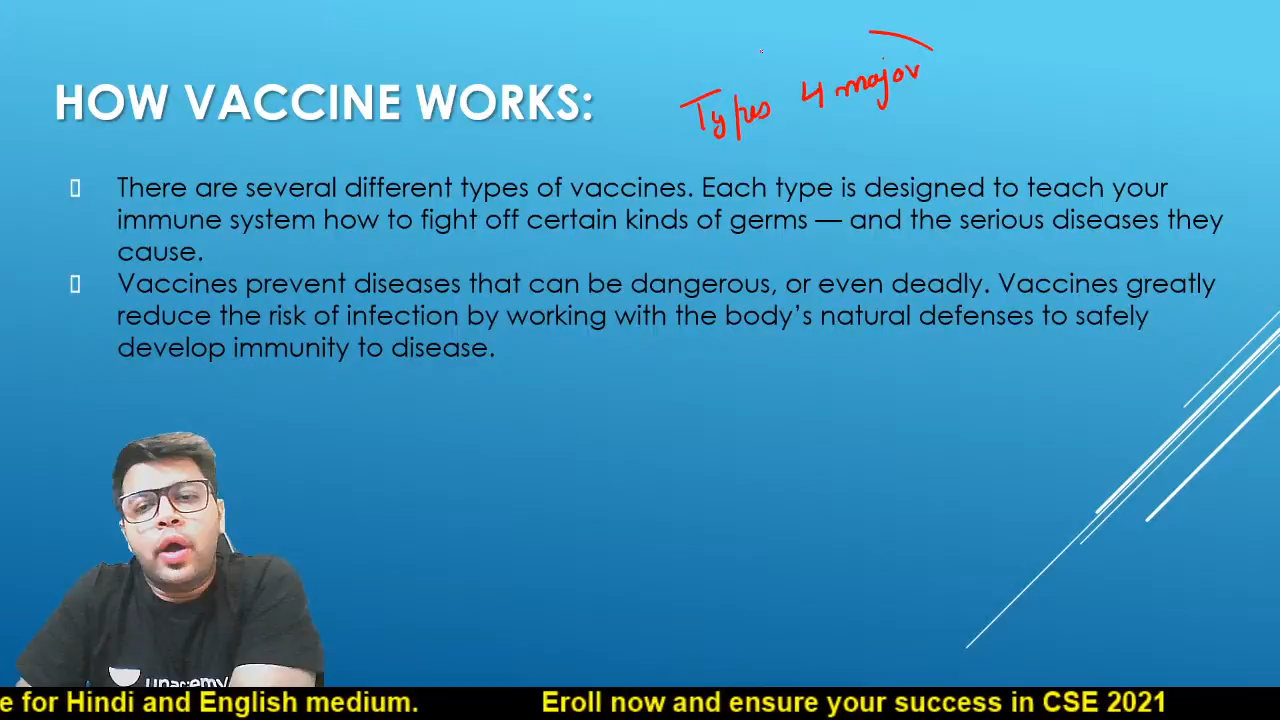 HOW VACCINE WORKS:
Types 4 major
There are several different types of vaccines. Each type is designed to teach your
immune system how to fight off certain kinds of germs — and the serious diseases they
cause.
Vaccines prevent diseases that can be dangerous, or even deadly. Vaccines greatly
reduce the risk of infection by working with the body’s natural defenses to safely
develop immunity to disease.
unacademy
e for Hindi and English medium. Eroll now and ensure your success in CSE 2021